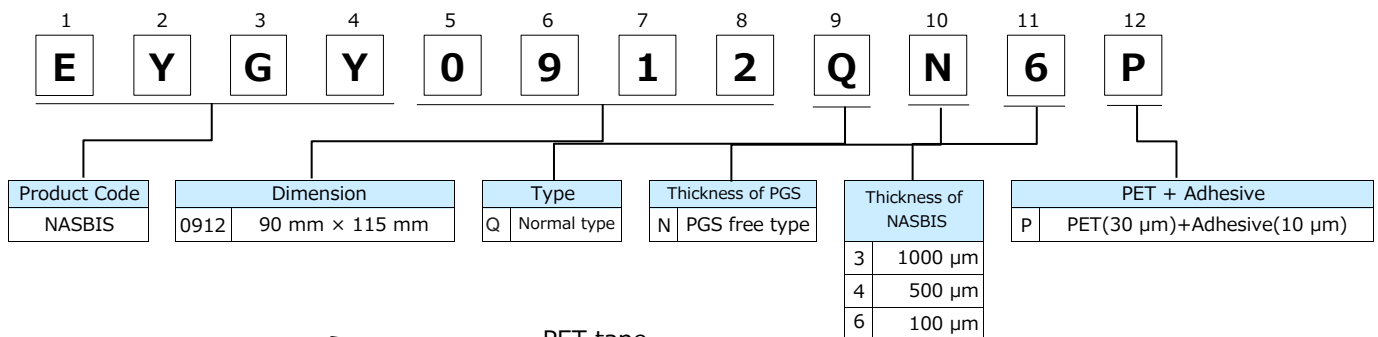 1 2 3 4 5 6 7 8 9 10 11 12
E Y G Y 0 9 1 2 Q N 6 P
Product Code
NASBIS
Dimension
0912 90 mm × 115 mm
Type
Q Normal type
Thickness of PGS
N PGS free type
Thickness of
NASBIS
3 1000 μm
4 500 μm
6 100 μm
PET + Adhesive
P PET(30 μm)+Adhesive(10 μm)
PET tape